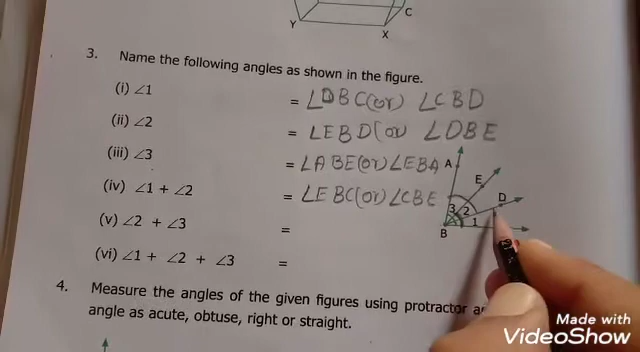 Y
C
X
3. Name the following angles as shown in the figure.
(i) ∠1 = ∠DBC(or) ∠CBD
(ii) ∠2 = ∠EBD(or ∠DBE
(iii) ∠3 = ∠ABE(or)∠EBA
(iv) ∠1 + ∠2 = ∠EBC(or)∠CBE
(v) ∠2 + ∠3 =
(vi) ∠1 + ∠2 + ∠3 =
A
E
D
3 2
1
B
4. Measure the angles of the given figures using protractor
angle as acute, obtuse, right or straight.
Made with
VideoShow